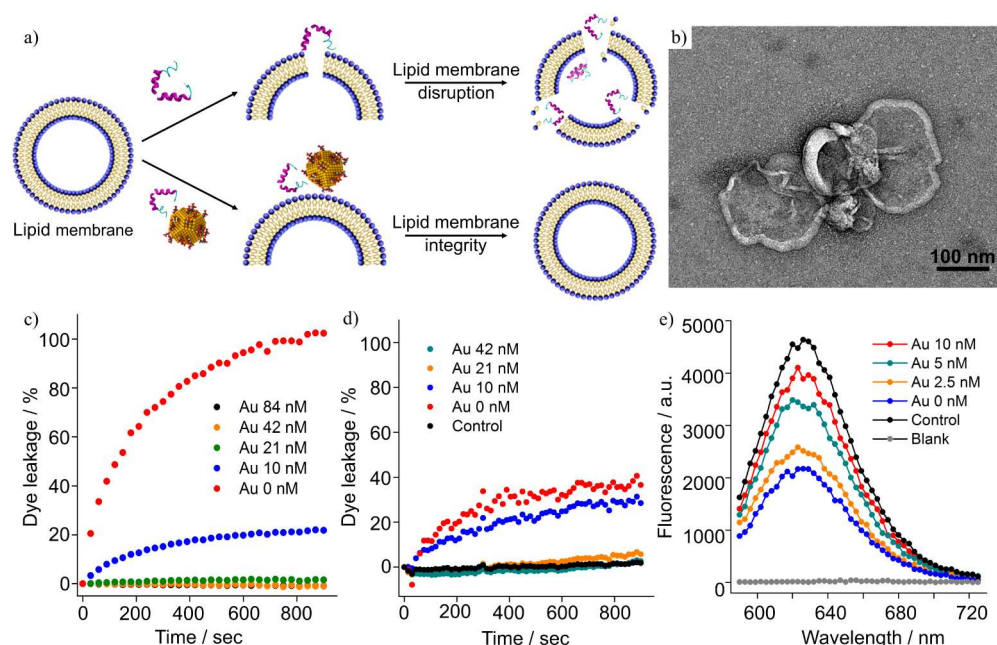 a)
Lipid membrane
Lipid membrane
disruption
Lipid membrane
integrity
b)
100 nm
c)
Dye leakage / %
100
80
60
40
20
0
Au 84 nM
Au 42 nM
Au 21 nM
Au 10 nM
Au 0 nM
0 200 400 600 800
Time / sec
d)
Dye leakage / %
100
80
60
40
20
0
Au 42 nM
Au 21 nM
Au 10 nM
Au 0 nM
Control
0 200 400 600 800
Time / sec
e)
Fluorescence / a.u.
5000
4000
3000
2000
1000
0
Au 10 nM
Au 5 nM
Au 2.5 nM
Au 0 nM
Control
Blank
600 640 680 720
Wavelength / nm